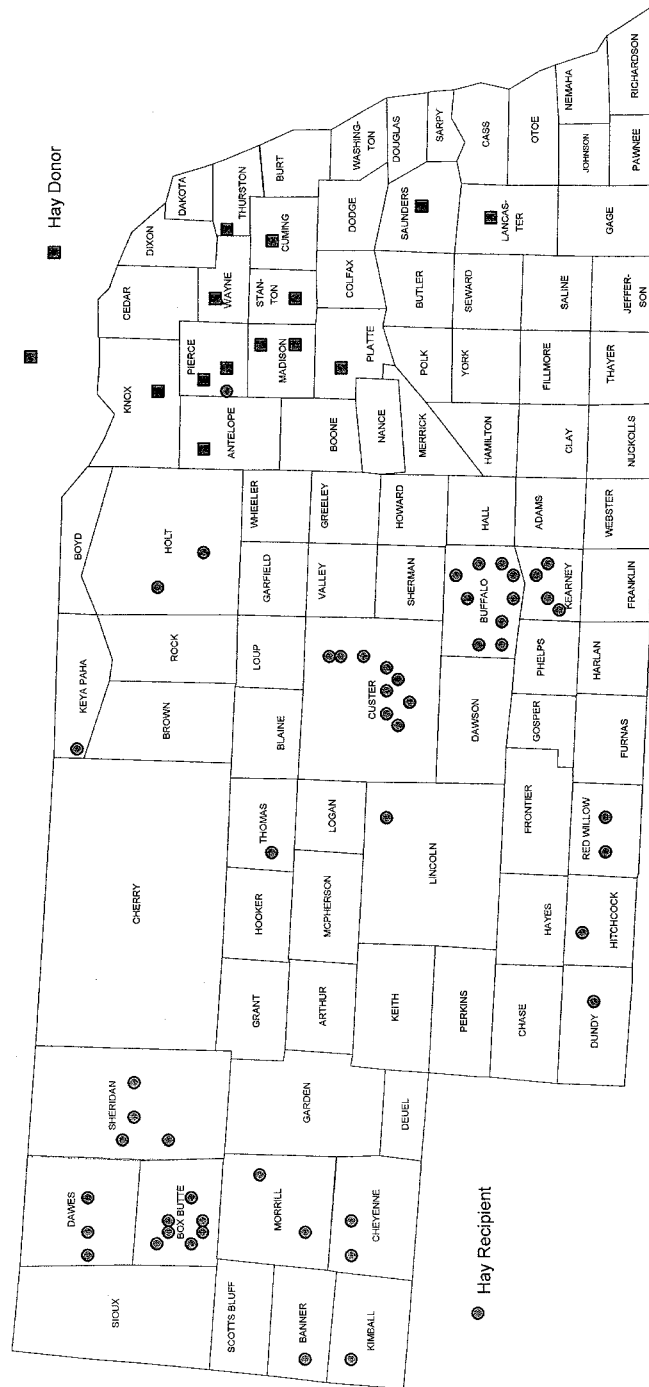 Hay Donor
SIOUX
DAWES
BOX BUTTE
SHERIDAN
CHERRY
KEYA PAHA
BOYD
BROWN
ROCK
HOLT
KNOX
CEDAR
DIXON
DAKOTA
ANTELOPE
PIERCE
WAYNE
THURSTON
SCOTTS BLUFF
BANNER
KIMBALL
MORRILL
CHEYENNE
GARDEN
DEUEL
GRANT
HOOKER
THOMAS
BLAINE
LOUP
GARFIELD
WHEELER
BOONE
MADISON
STAN-
TON
CUMING
BURT
ARTHUR
MCPHERSON
LOGAN
CUSTER
VALLEY
GREELEY
NANCE
PLATTE
COLFAX
DODGE
WASHING-
TON
KEITH
LINCOLN
SHERMAN
HOWARD
MERRICK
POLK
BUTLER
SAUNDERS
DOUGLAS
SARPY
PERKINS
DAWSON
BUFFALO
HALL
HAMILTON
YORK
SEWARD
LANCAS-
TER
CASS
CHASE
HAYES
FRONTIER
GOSPER
PHELPS
KEARNEY
ADAMS
CLAY
FILLMORE
SALINE
OTOE
DUNDY
HITCHCOCK
RED WILLOW
FURNAS
HARLAN
FRANKLIN
WEBSTER
NUCKOLLS
THAYER
JEFFER-
SON
GAGE
JOHNSON
NEMAHA
PAWNEE
RICHARDSON
Hay Recipient